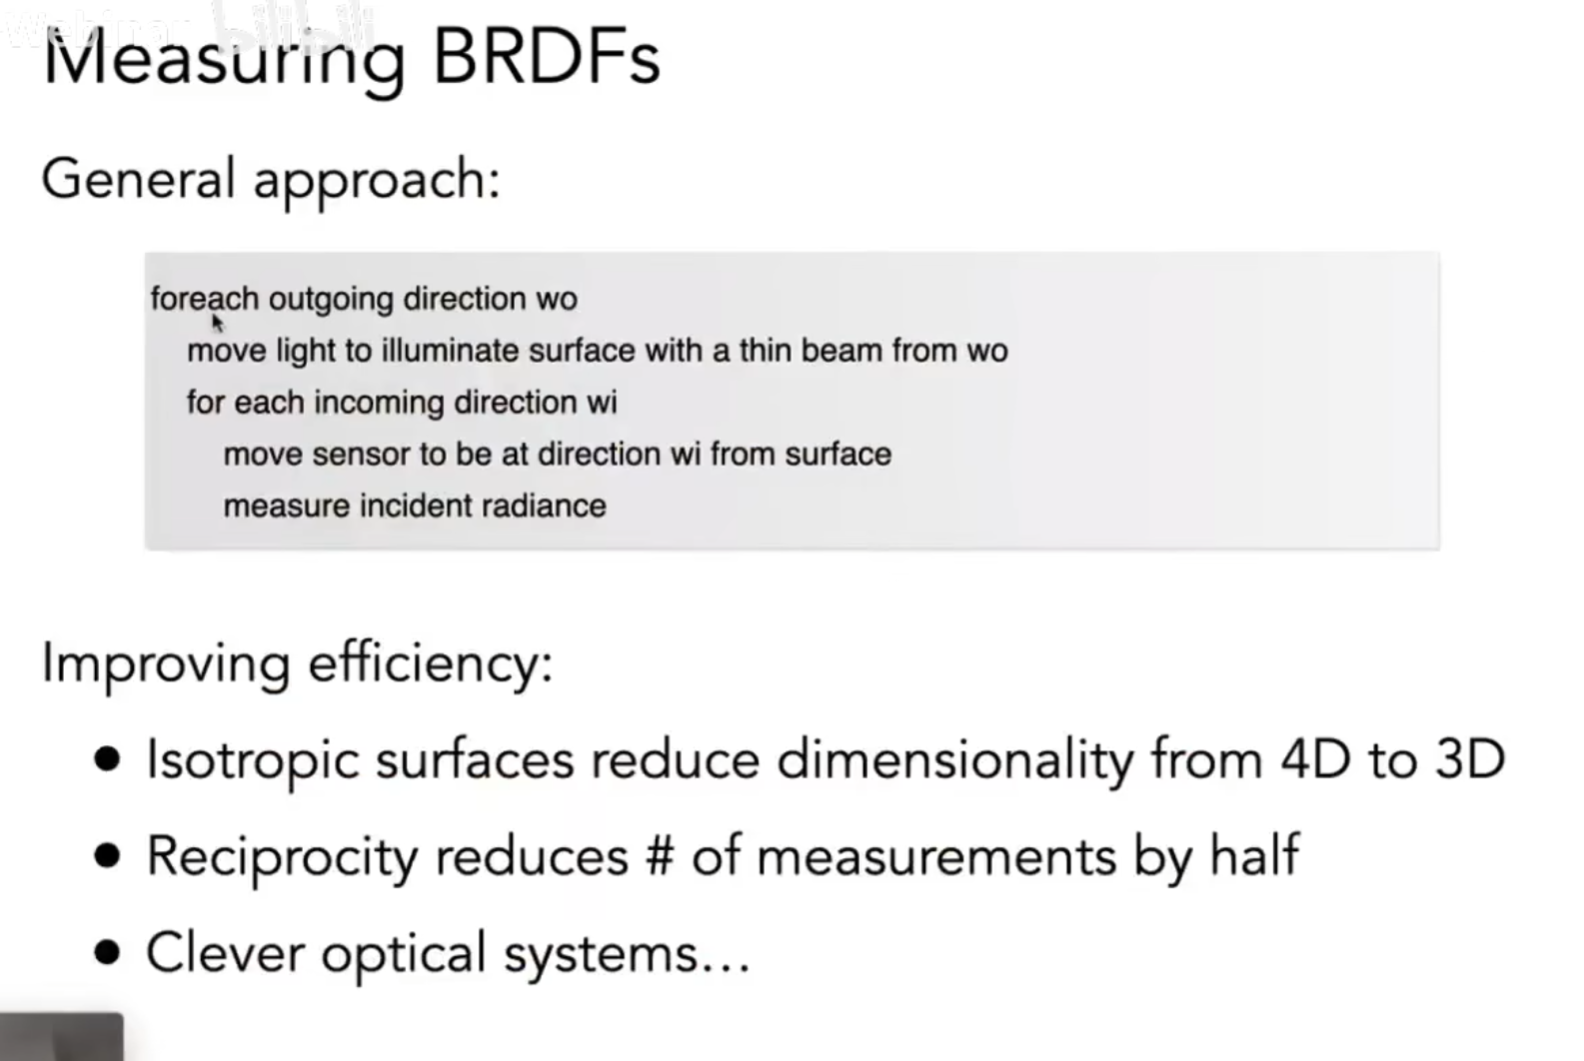 Webinar bilibili
Measuring BRDFs
General approach:
foreach outgoing direction wo
move light to illuminate surface with a thin beam from wo
for each incoming direction wi
move sensor to be at direction wi from surface
measure incident radiance
Improving efficiency:
● Isotropic surfaces reduce dimensionality from 4D to 3D
● Reciprocity reduces # of measurements by half
● Clever optical systems...